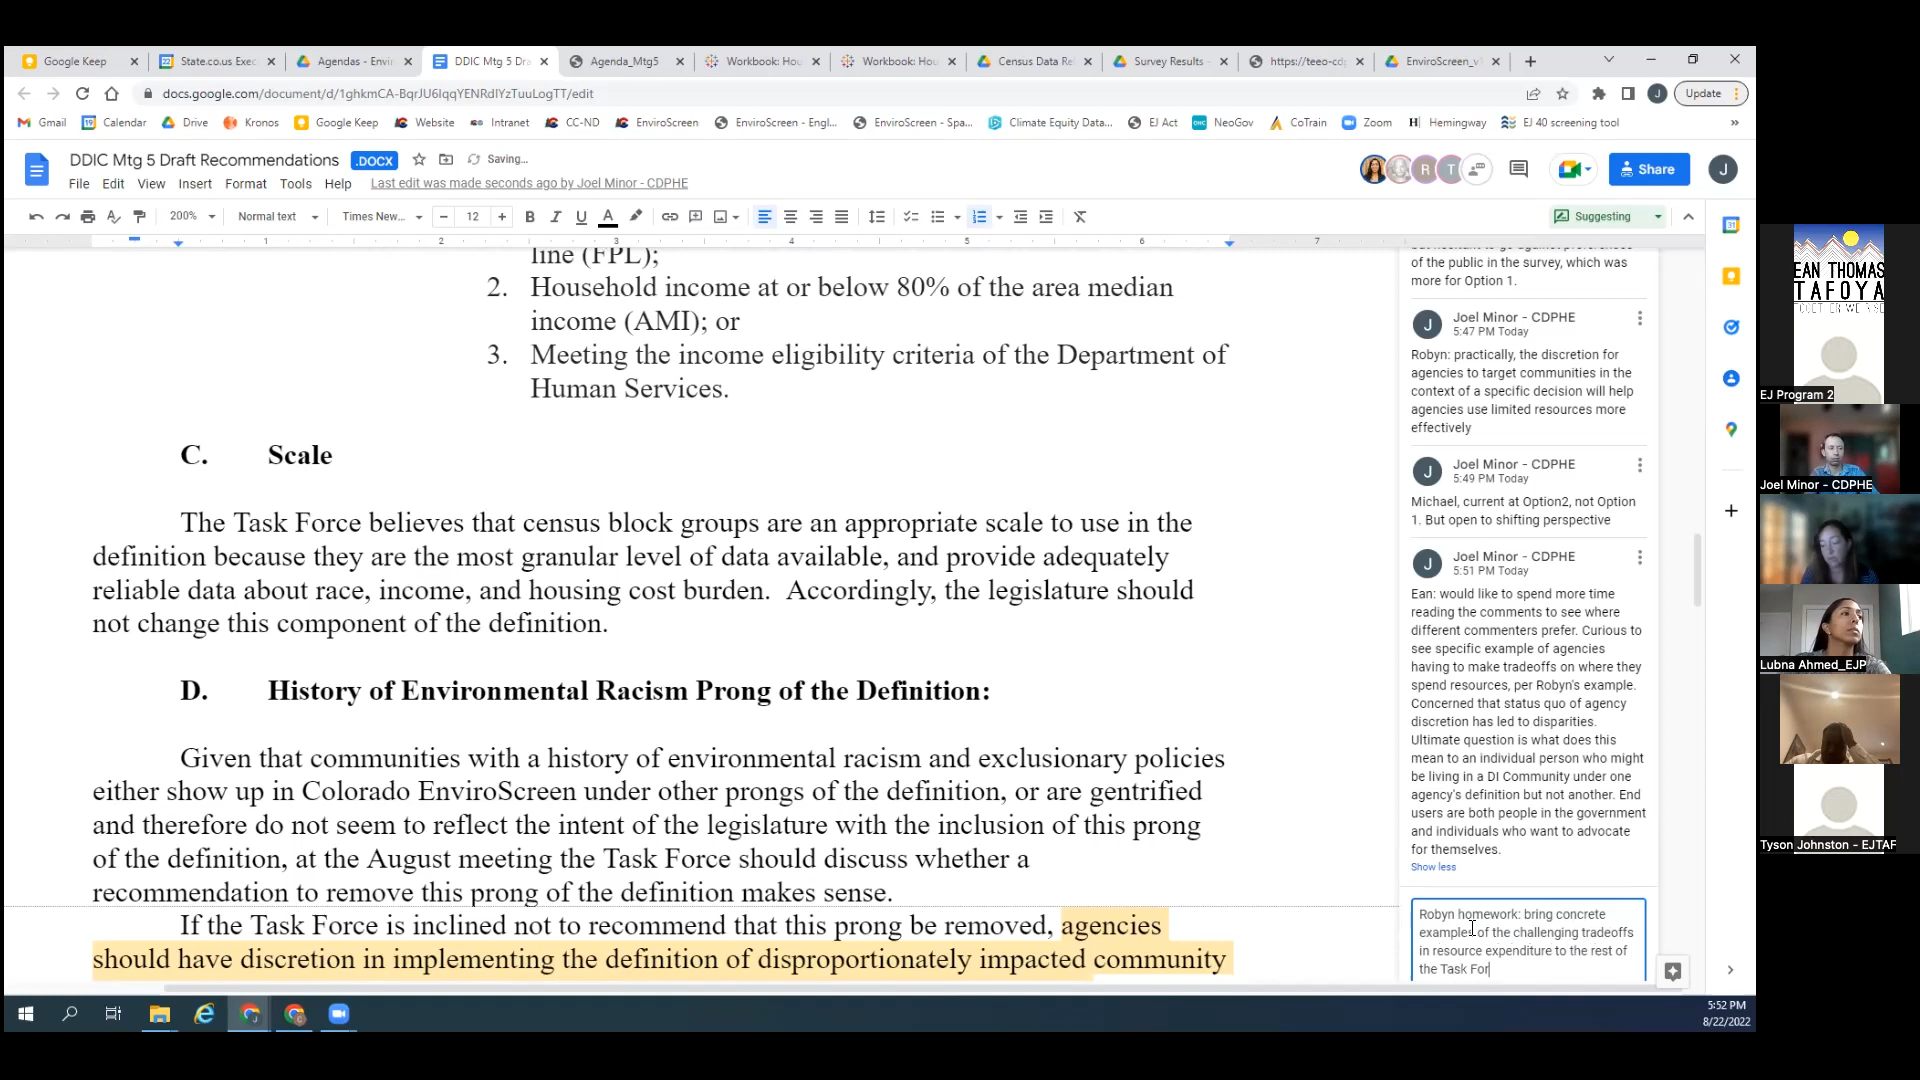 Google Keep
State.co.us Exec
Agendas - Envir
DDIC Mtg 5 Dra
Agenda_Mtg5
Workbook: Hou
Workbook: Hou
Census Data Re
Survey Results -
https://teeo-cdp
EnviroScreen_v
docs.google.com/document/d/1ghkmCA-BqrJU6IqqYENRdIYzTuuLogTT/edit
J
Update
Gmail
Calendar
Drive
Kronos
Google Keep
Website
Intranet
CC-ND
EnviroScreen
EnviroScreen - Engl...
EnviroScreen - Spa...
Climate Equity Data...
EJ Act
NeoGov
CoTrain
Zoom
Hemingway
EJ 40 screening tool
DDIC Mtg 5 Draft Recommendations .DOCX Saving...
R T
Share
J
File Edit View Insert Format Tools Help Last edit was made seconds ago by Joel Minor - CDPHE
200% Normal text Times New... 12 B I U A Suggesting
1 2 3 4 5 6 7
line (FPL);
2. Household income at or below 80% of the area median
income (AMI); or
3. Meeting the income eligibility criteria of the Department of
Human Services.
C. Scale
The Task Force believes that census block groups are an appropriate scale to use in the
definition because they are the most granular level of data available, and provide adequately
reliable data about race, income, and housing cost burden. Accordingly, the legislature should
not change this component of the definition.
D. History of Environmental Racism Prong of the Definition:
Given that communities with a history of environmental racism and exclusionary policies
either show up in Colorado EnviroScreen under other prongs of the definition, or are gentrified
and therefore do not seem to reflect the intent of the legislature with the inclusion of this prong
of the definition, at the August meeting the Task Force should discuss whether a
recommendation to remove this prong of the definition makes sense.
If the Task Force is inclined not to recommend that this prong be removed, agencies
should have discretion in implementing the definition of disproportionately impacted community
of the public in the survey, which was
more for Option 1.
J
Joel Minor - CDPHE
5:47 PM Today
Robyn: practically, the discretion for
agencies to target communities in the
context of a specific decision will help
agencies use limited resources more
effectively
J
Joel Minor - CDPHE
5:49 PM Today
Michael, current at Option2, not Option
1. But open to shifting perspective
J
Joel Minor - CDPHE
5:51 PM Today
Ean: would like to spend more time
reading the comments to see where
different commenters prefer. Curious to
see specific example of agencies
having to make tradeoffs on where they
spend resources, per Robyn's example.
Concerned that status quo of agency
discretion has led to disparities.
Ultimate question is what does this
mean to an individual person who might
be living in a DI Community under one
agency's definition but not another. End
users are both people in the government
and individuals who want to advocate
for themselves.
Show less
Robyn homework: bring concrete
examples of the challenging tradeoffs
in resource expenditure to the rest of
the Task For
5:52 PM
8/22/2022
EAN THOMAS
TAFOYA
TOGETHER WE RISE
EJ Program 2
Joel Minor - CDPHE
Lubna Ahmed_EJP
Tyson Johnston - EJTAF